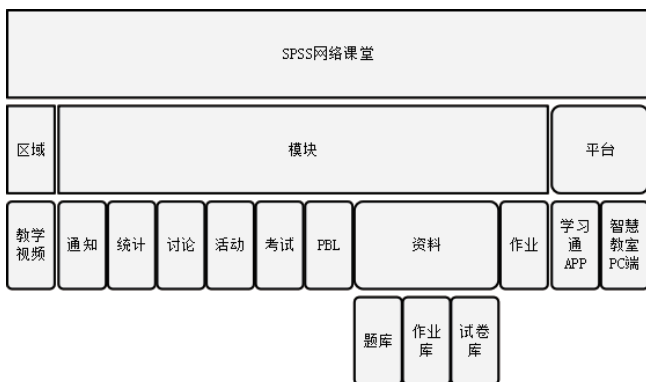 SPSS网络课堂
区域
模块
平台
教学
视频
通知
统计
讨论
活动
考试
PBL
资料
作业
学习
通
APP
智慧
教室
PC端
题库
作业
库
试卷
库